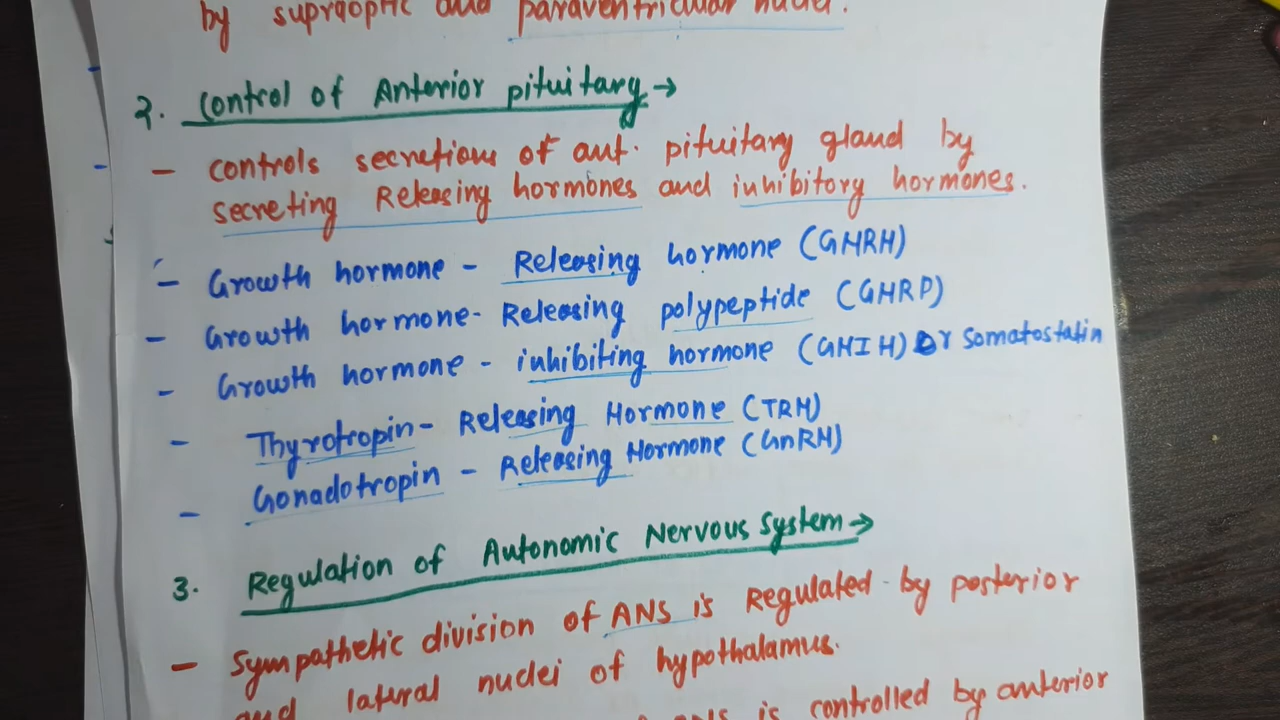 by supraoptic and paraventricular nuclei.
2. Control of Anterior pituitary →
- controls secretions of ant. pituitary gland by
secreting Releasing hormones and inhibitory hormones.
- Growth hormone - Releasing hormone (GHRH)
- Growth hormone- Releasing polypeptide (GHRP)
- Growth hormone - inhibiting hormone (GHIH) Or Somatostatin
- Thyrotropin- Releasing Hormone (TRH)
- Gonadotropin - Releasing Hormone (GnRH)
3. Regulation of Autonomic Nervous System →
- Sympathetic division of ANS is Regulated by posterior
and lateral nuclei of hypothalamus.
ANS is controlled by anterior